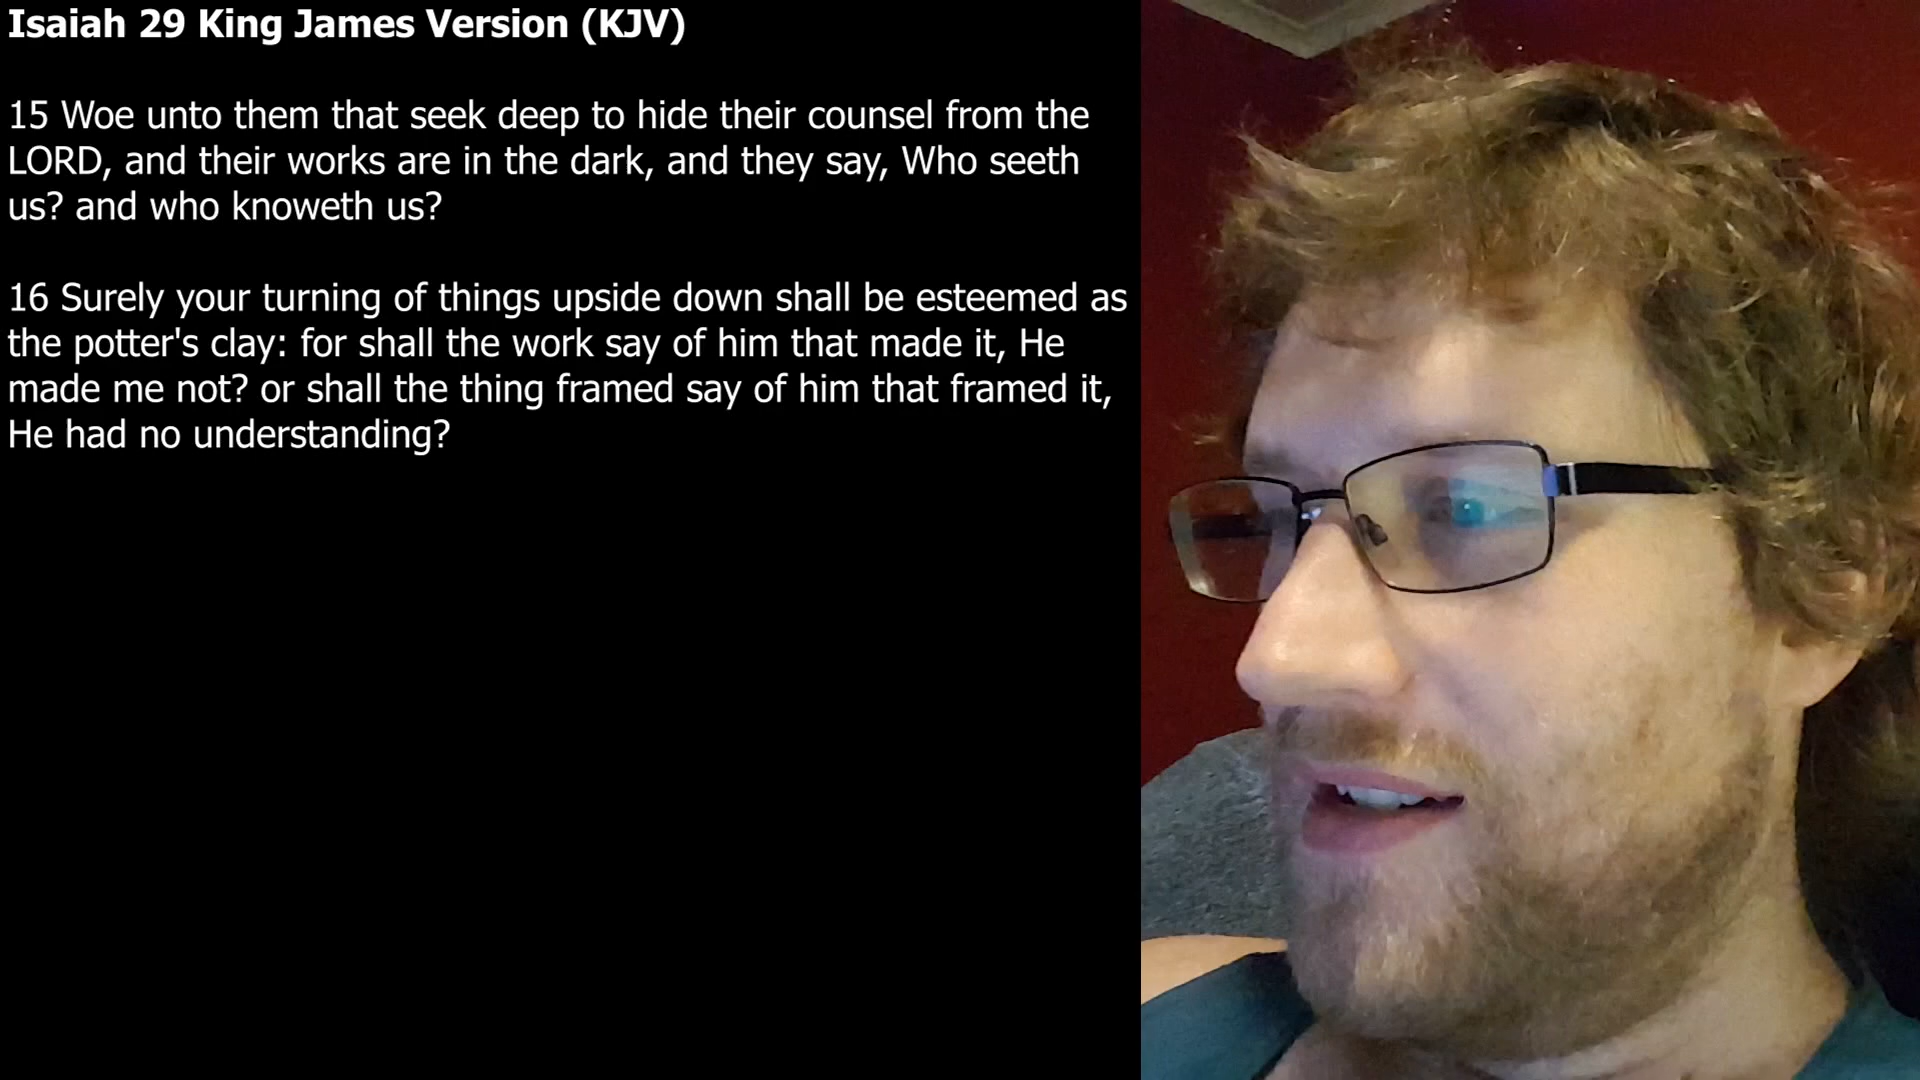 Isaiah 29 King James Version (KJV)
15 Woe unto them that seek deep to hide their counsel from the
LORD, and their works are in the dark, and they say, Who seeth
us? and who knoweth us?
16 Surely your turning of things upside down shall be esteemed as
the potter's clay: for shall the work say of him that made it, He
made me not? or shall the thing framed say of him that framed it,
He had no understanding?